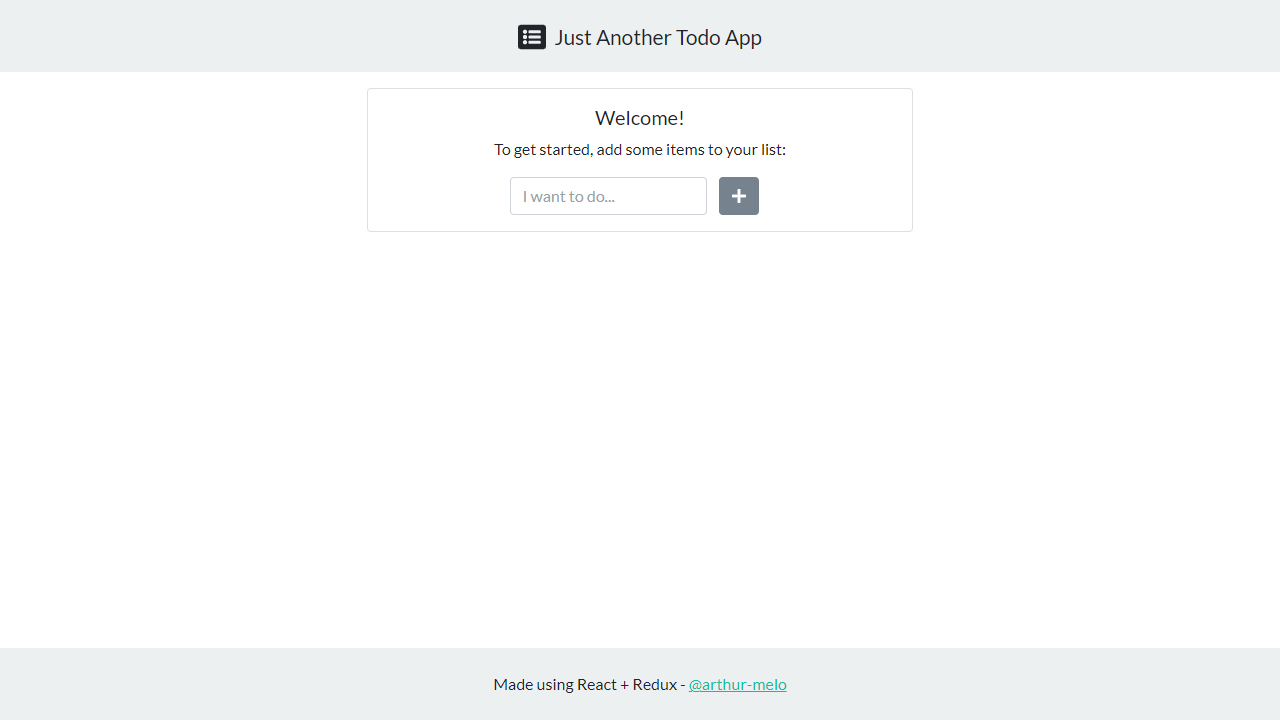 Just Another Todo App
Welcome!
To get started, add some items to your list:
I want to do...
Made using React + Redux - @arthur-melo